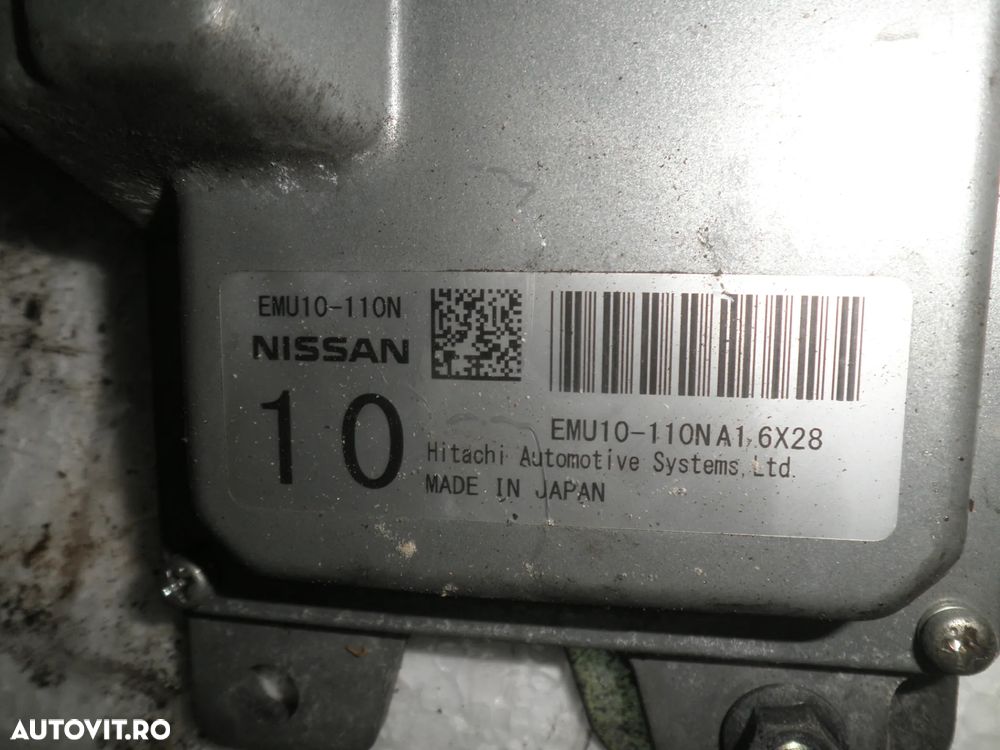 EMU10-110N
NISSAN
10
EMU10-110NA1 6X28
Hitachi Automotive Systems,Ltd.
MADE IN JAPAN
AUTOVIT.RO